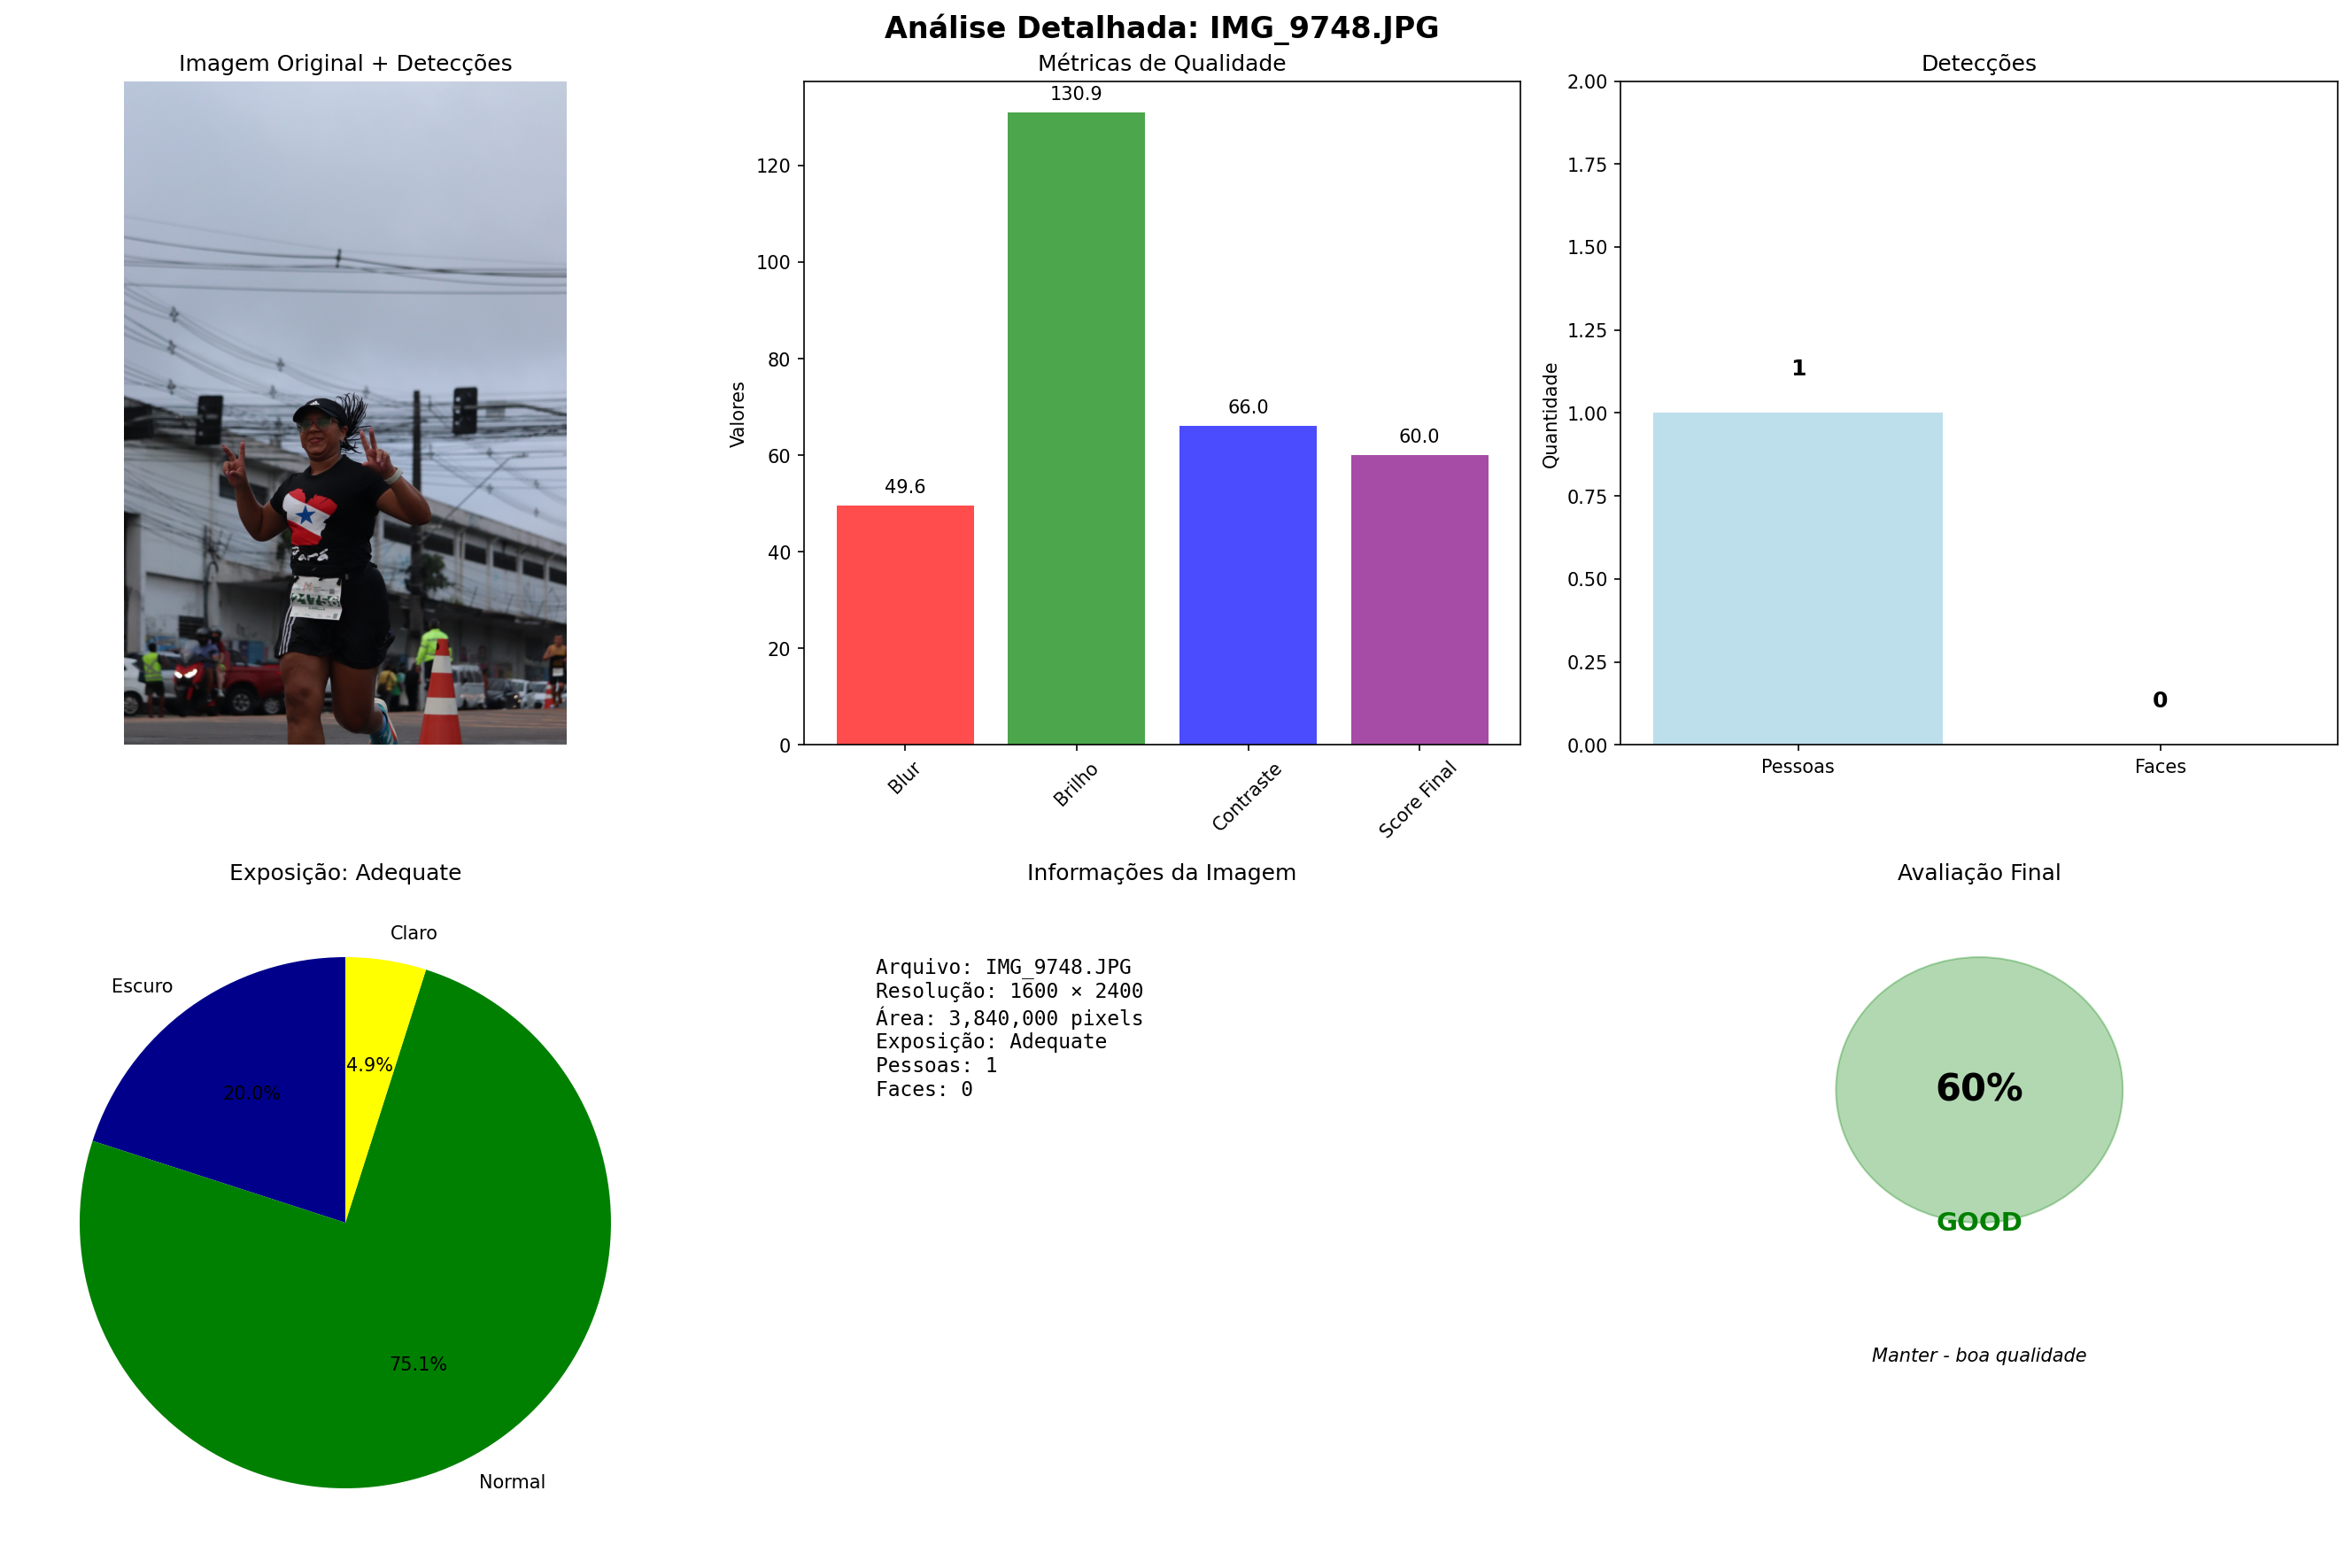 Análise Detalhada: IMG_9748.JPG
Imagem Original + Detecções
Pará
21756
Métricas de Qualidade
Valores
0
20
40
60
80
100
120
49.6
130.9
66.0
60.0
Blur
Brilho
Contraste
Score Final
Detecções
Quantidade
2.00
1.75
1.50
1.25
1.00
0.75
0.50
0.25
0.00
1
0
Pessoas
Faces
Exposição: Adequate
Claro
Escuro
4.9%
20.0%
75.1%
Normal
Informações da Imagem
Arquivo: IMG_9748.JPG
Resolução: 1600 × 2400
Área: 3,840,000 pixels
Exposição: Adequate
Pessoas: 1
Faces: 0
Avaliação Final
60%
GOOD
Manter - boa qualidade